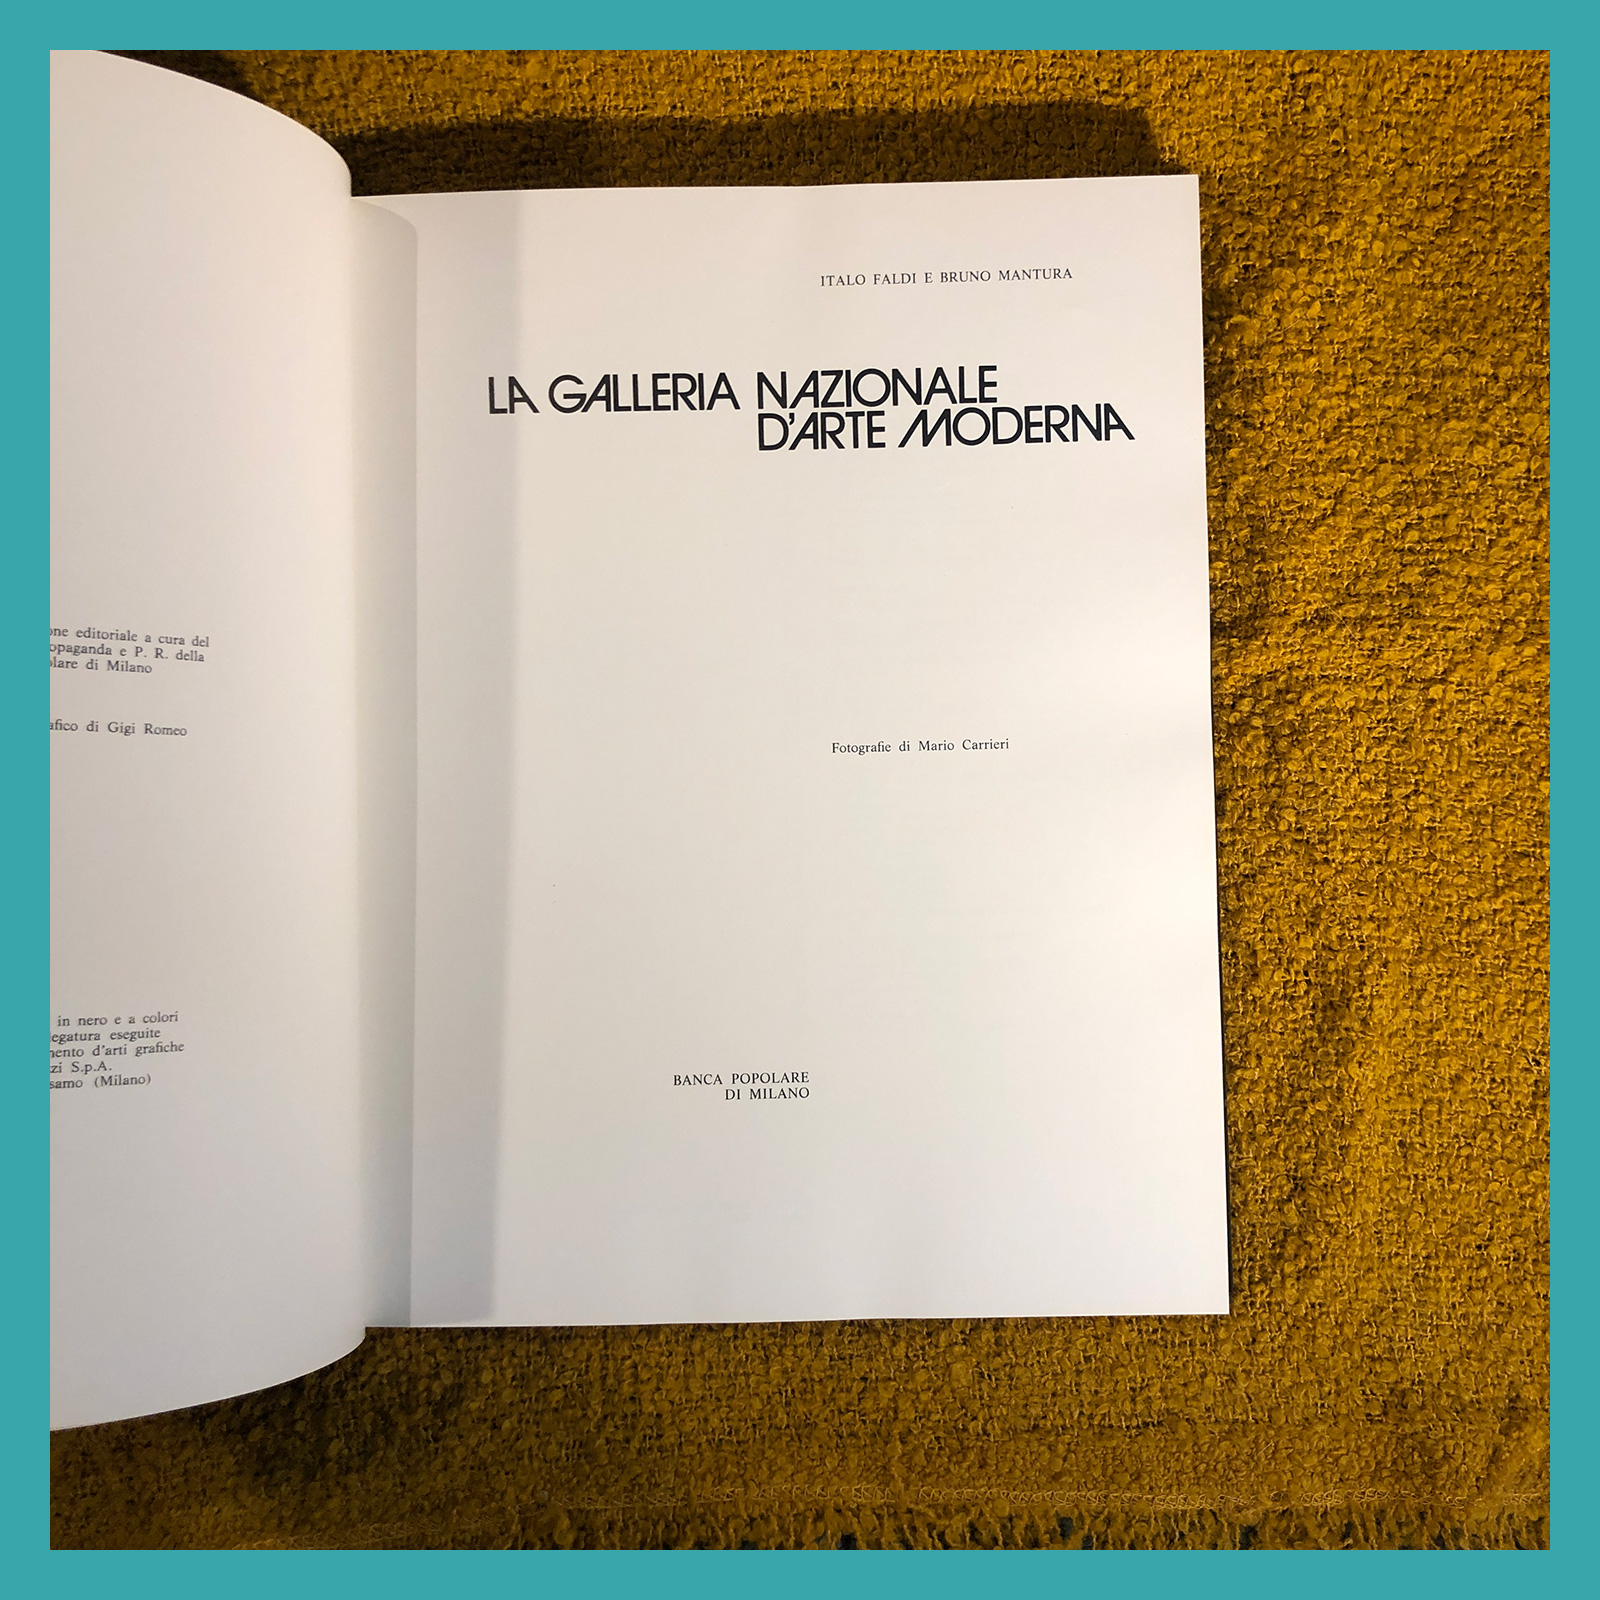 editoriale a cura del
e P. R. della
di Milano
di Gigi Romeo
in nero e a colori
eseguite
d'arti grafiche
S.p.A.
(Milano)
ITALO FALDI E BRUNO MANTURA
LA GALLERIA NAZIONALE
D'ARTE MODERNA
Fotografie di Mario Carrieri
BANCA POPOLARE
DI MILANO